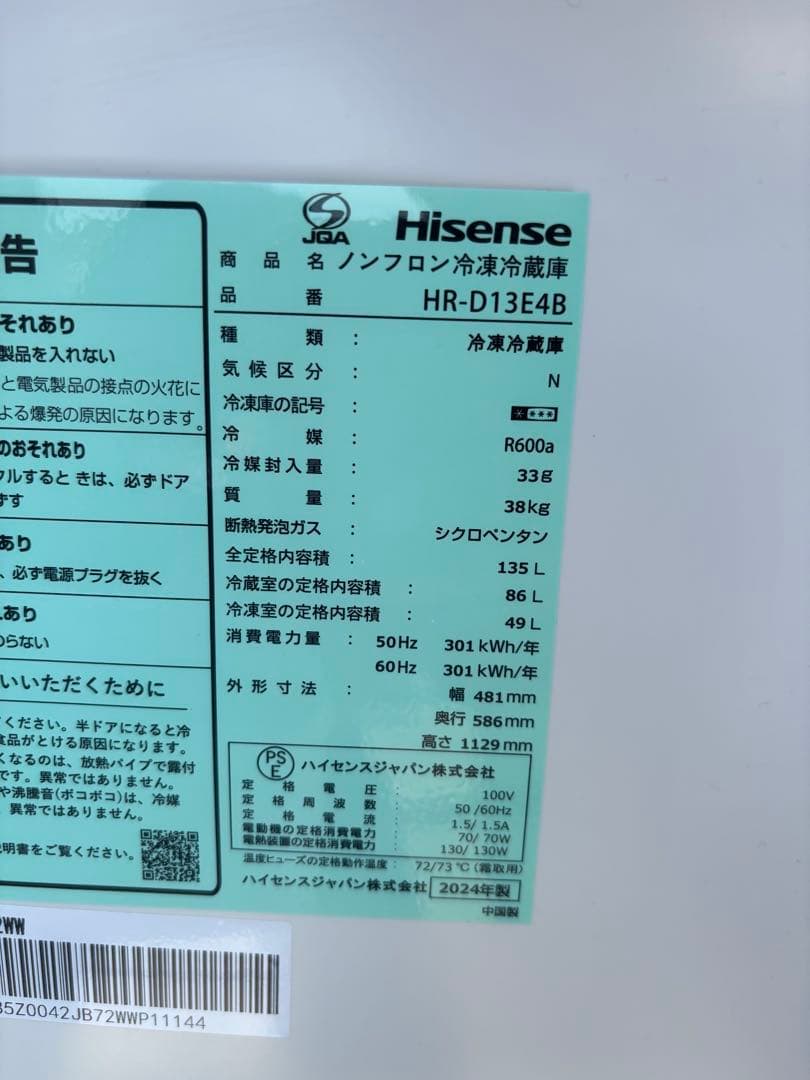 告
それあり
製品を入れない
と電気製品の接点の火花に
よる爆発の原因になります。
のおそれあり
クルするときは、必ずドア
ずす
あり
、必ず電源プラグを抜く
れあり
わらない
いいただくために
ください。半ドアになると冷
食品がとける原因になります。
くなるのは、放熱パイプで露付
です。異常ではありません。
や沸騰音(ボコボコ)は、冷媒
異常ではありません。
説明書をご覧ください。
JQA
Hisense
商品名 ノンフロン冷凍冷蔵庫
品番 HR-D13E4B
種類 : 冷凍冷蔵庫
気候区分 : N
冷凍庫の記号 :
冷媒 : R600a
冷媒封入量 : 33g
質量 : 38kg
断熱発泡ガス : シクロペンタン
全定格内容積 : 135 L
冷蔵室の定格内容積 : 86 L
冷凍室の定格内容積 : 49 L
消費電力量 : 50Hz 301 kWh/年
60Hz 301 kWh/年
外形寸法 : 幅 481mm
奥行 586mm
高さ 1129mm
PSE ハイセンスジャパン株式会社
定格電圧 : 100V
定格周波数 : 50/60Hz
定格電流 : 1.5/ 1.5A
電動機の定格消費電力 : 70/ 70W
電熱装置の定格消費電力 : 130/ 130W
温度ヒューズの定格動作温度 : 72/73℃(霜取用)
ハイセンスジャパン株式会社 2024年製
中国製
2WW
B5Z0042JB72WWP11144